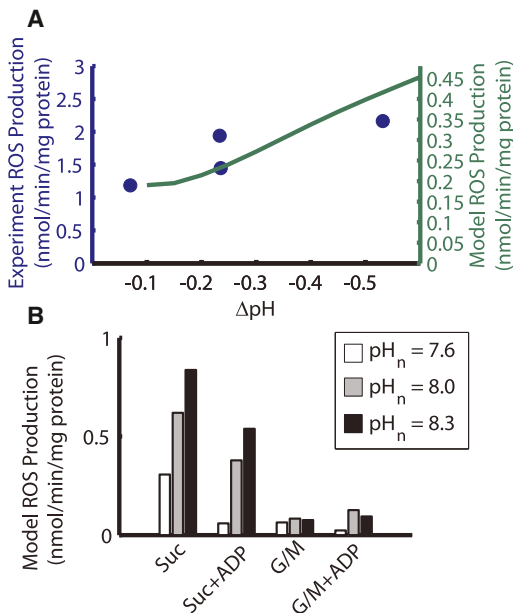 A
Experiment ROS Production
(nmol/min/mg protein)
3
2.5
2
1.5
1
0.5
0
0.45
0.4
0.35
0.3
0.25
0.2
0.15
0.1
0.05
0
Model ROS Production
(nmol/min/mg protein)
-0.1 -0.2 -0.3 -0.4 -0.5
ΔpH
B
Model ROS Production
(nmol/min/mg protein)
1
0.5
0
pHn = 7.6
pHn = 8.0
pHn = 8.3
Suc
Suc+ADP
G/M
G/M+ADP